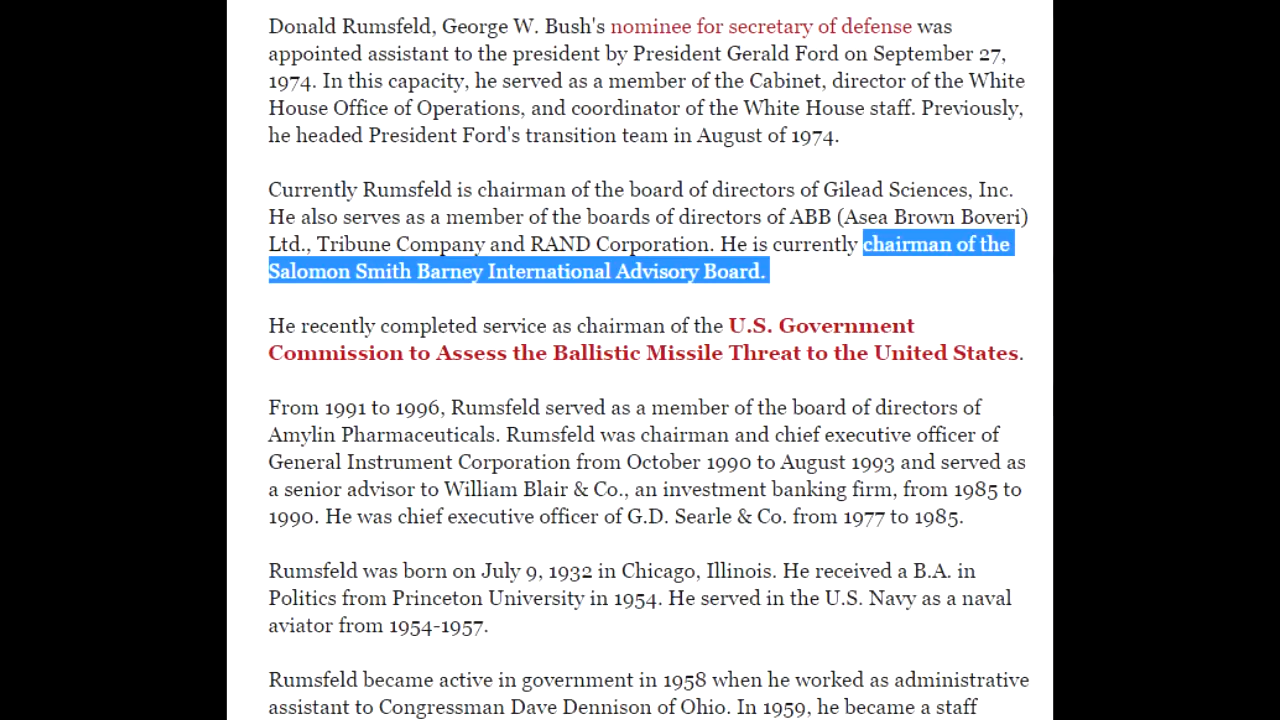 Donald Rumsfeld, George W. Bush's nominee for secretary of defense was
appointed assistant to the president by President Gerald Ford on September 27,
1974. In this capacity, he served as a member of the Cabinet, director of the White
House Office of Operations, and coordinator of the White House staff. Previously,
he headed President Ford's transition team in August of 1974.
Currently Rumsfeld is chairman of the board of directors of Gilead Sciences, Inc.
He also serves as a member of the boards of directors of ABB (Asea Brown Boveri)
Ltd., Tribune Company and RAND Corporation. He is currently chairman of the
Salomon Smith Barney International Advisory Board.
He recently completed service as chairman of the U.S. Government
Commission to Assess the Ballistic Missile Threat to the United States.
From 1991 to 1996, Rumsfeld served as a member of the board of directors of
Amylin Pharmaceuticals. Rumsfeld was chairman and chief executive officer of
General Instrument Corporation from October 1990 to August 1993 and served as
a senior advisor to William Blair & Co., an investment banking firm, from 1985 to
1990. He was chief executive officer of G.D. Searle & Co. from 1977 to 1985.
Rumsfeld was born on July 9, 1932 in Chicago, Illinois. He received a B.A. in
Politics from Princeton University in 1954. He served in the U.S. Navy as a naval
aviator from 1954-1957.
Rumsfeld became active in government in 1958 when he worked as administrative
assistant to Congressman Dave Dennison of Ohio. In 1959, he became a staff